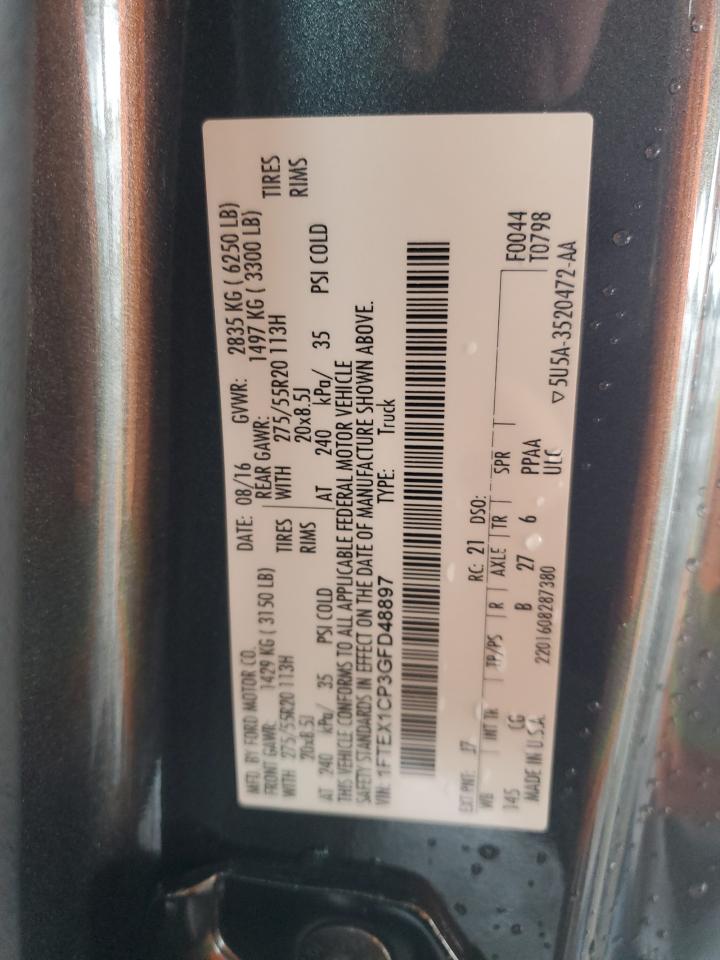 MFD. BY FORD MOTOR CO. DATE: 08/16 GVWR: 2835 KG ( 6250 LB)
FRONT GAWR: 1429 KG ( 3150 LB) REAR GAWR: 1497 KG ( 3300 LB)
WITH 275/55R20 113H TIRES WITH 275/55R20 113H TIRES
20x8.5J RIMS 20x8.5J RIMS
AT 240 kPa/ 35 PSI COLD AT 240 kPa/ 35 PSI COLD
THIS VEHICLE CONFORMS TO ALL APPLICABLE FEDERAL MOTOR VEHICLE
SAFETY STANDARDS IN EFFECT ON THE DATE OF MANUFACTURE SHOWN ABOVE.
VIN: 1FTEX1CP3GFD48897 TYPE: Truck
EXT PNT: RC: 21 DSO:
WB INT TR TP/PS R AXLE TR SPR F0044
145 CG B 27 6 PPAA T0798
MADE IN U.S.A. 2201608287380 ULC
▽5U5A-3520472-AA